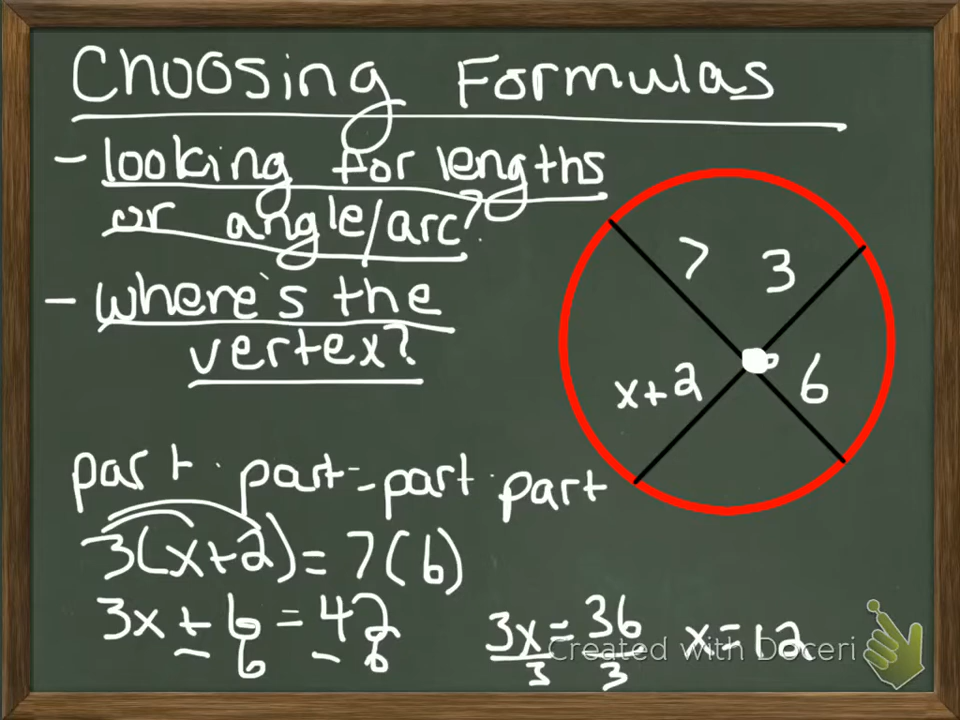 Choosing Formulas
- looking for lengths
or angle/arc?
- where's the
vertex?
7 3
x+2 6
part · part = part · part
3(x+2) = 7(6)
3x + 6 = 42
- 6 - 6
3x = 36
3 3
x = 12
Created with Doceri